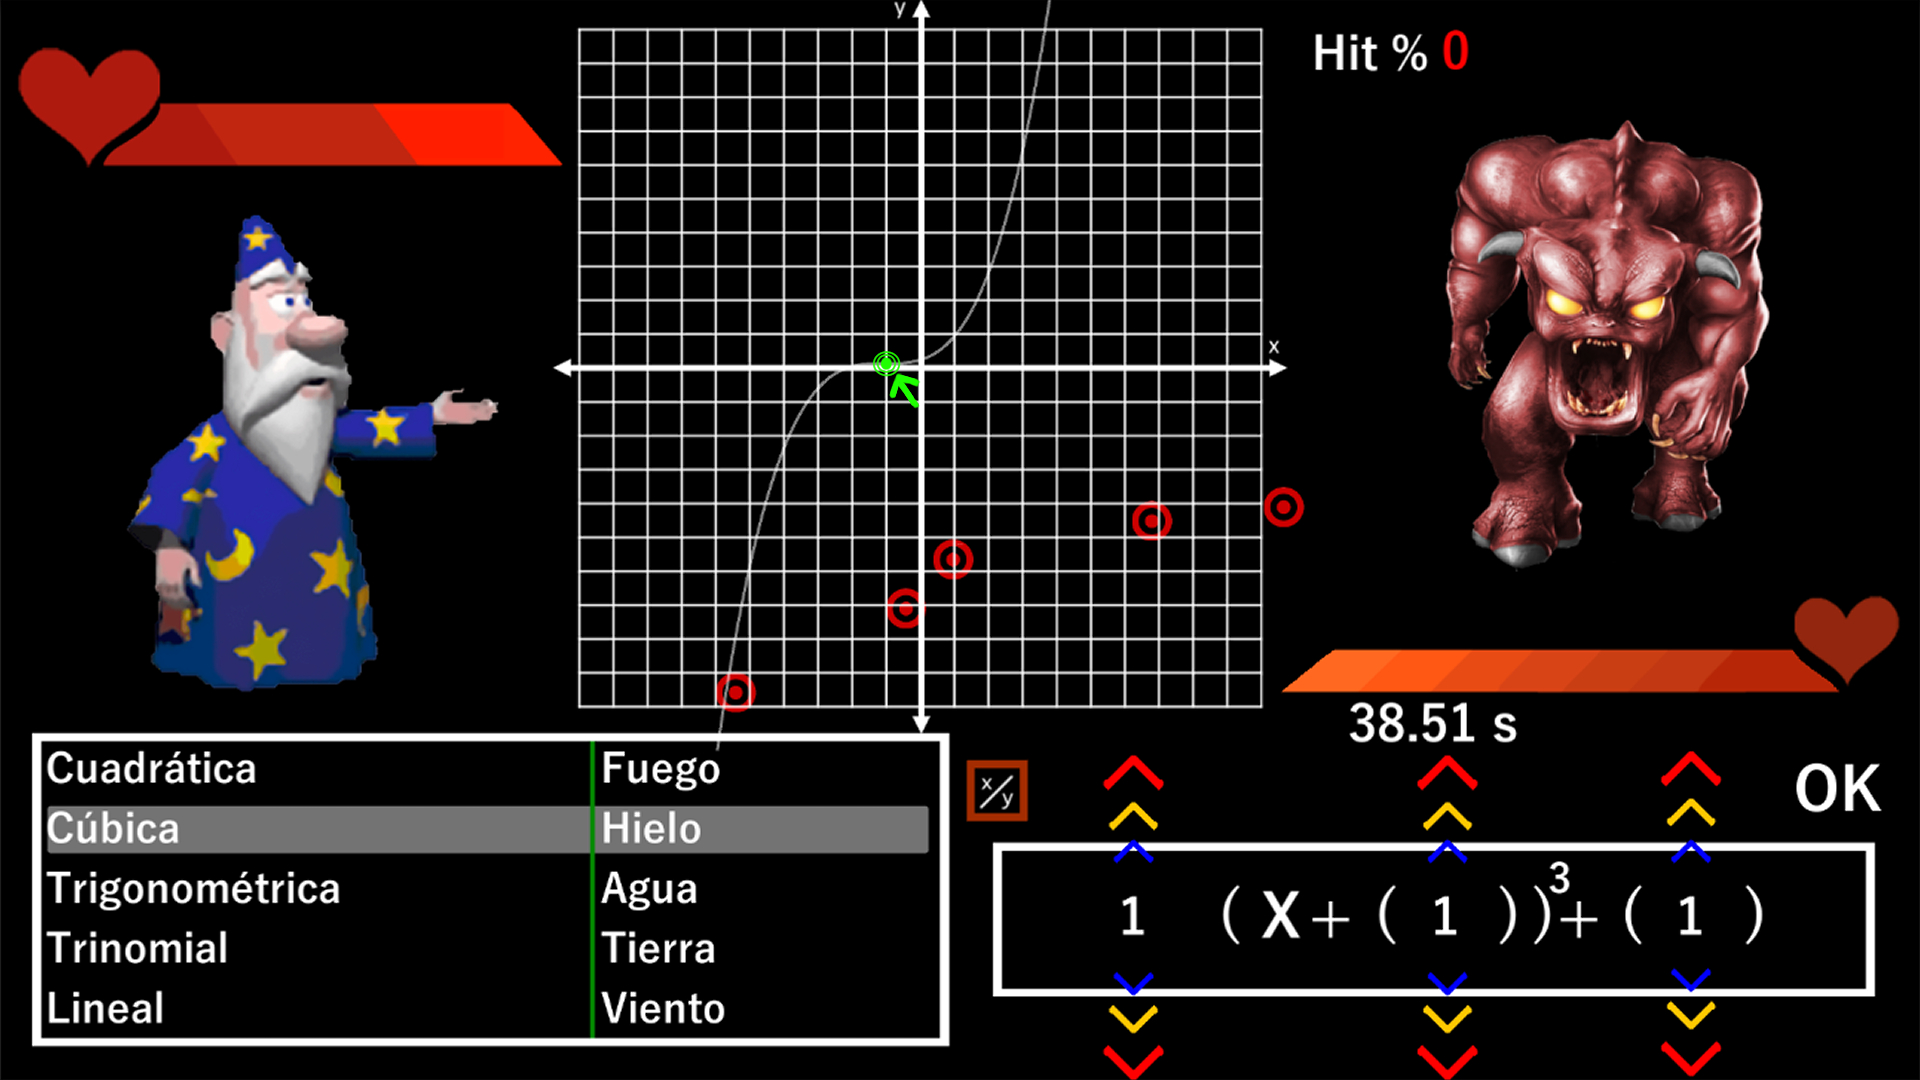 y
Hit % 0
x
38.51 s
Cuadrática Fuego
Cúbica Hielo
Trigonométrica Agua
Trinomial Tierra
Lineal Viento
x/y
OK
1 (X+( 1 ))³+( 1 )